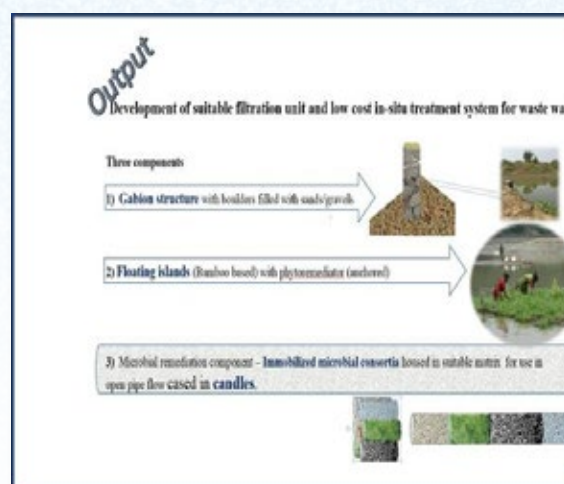 Output
Development of suitable filtration unit and low cost in-situ treatment system for waste wa
Three components
1) Gabion structure with boulders filled with sands/gravels
2) Floating islands (Bamboo based) with phytoremediator (anchored)
3) Microbial remediation component – Immobilized microbial consortia housed in suitable matrix for use in
open pipe flow cased in candles.